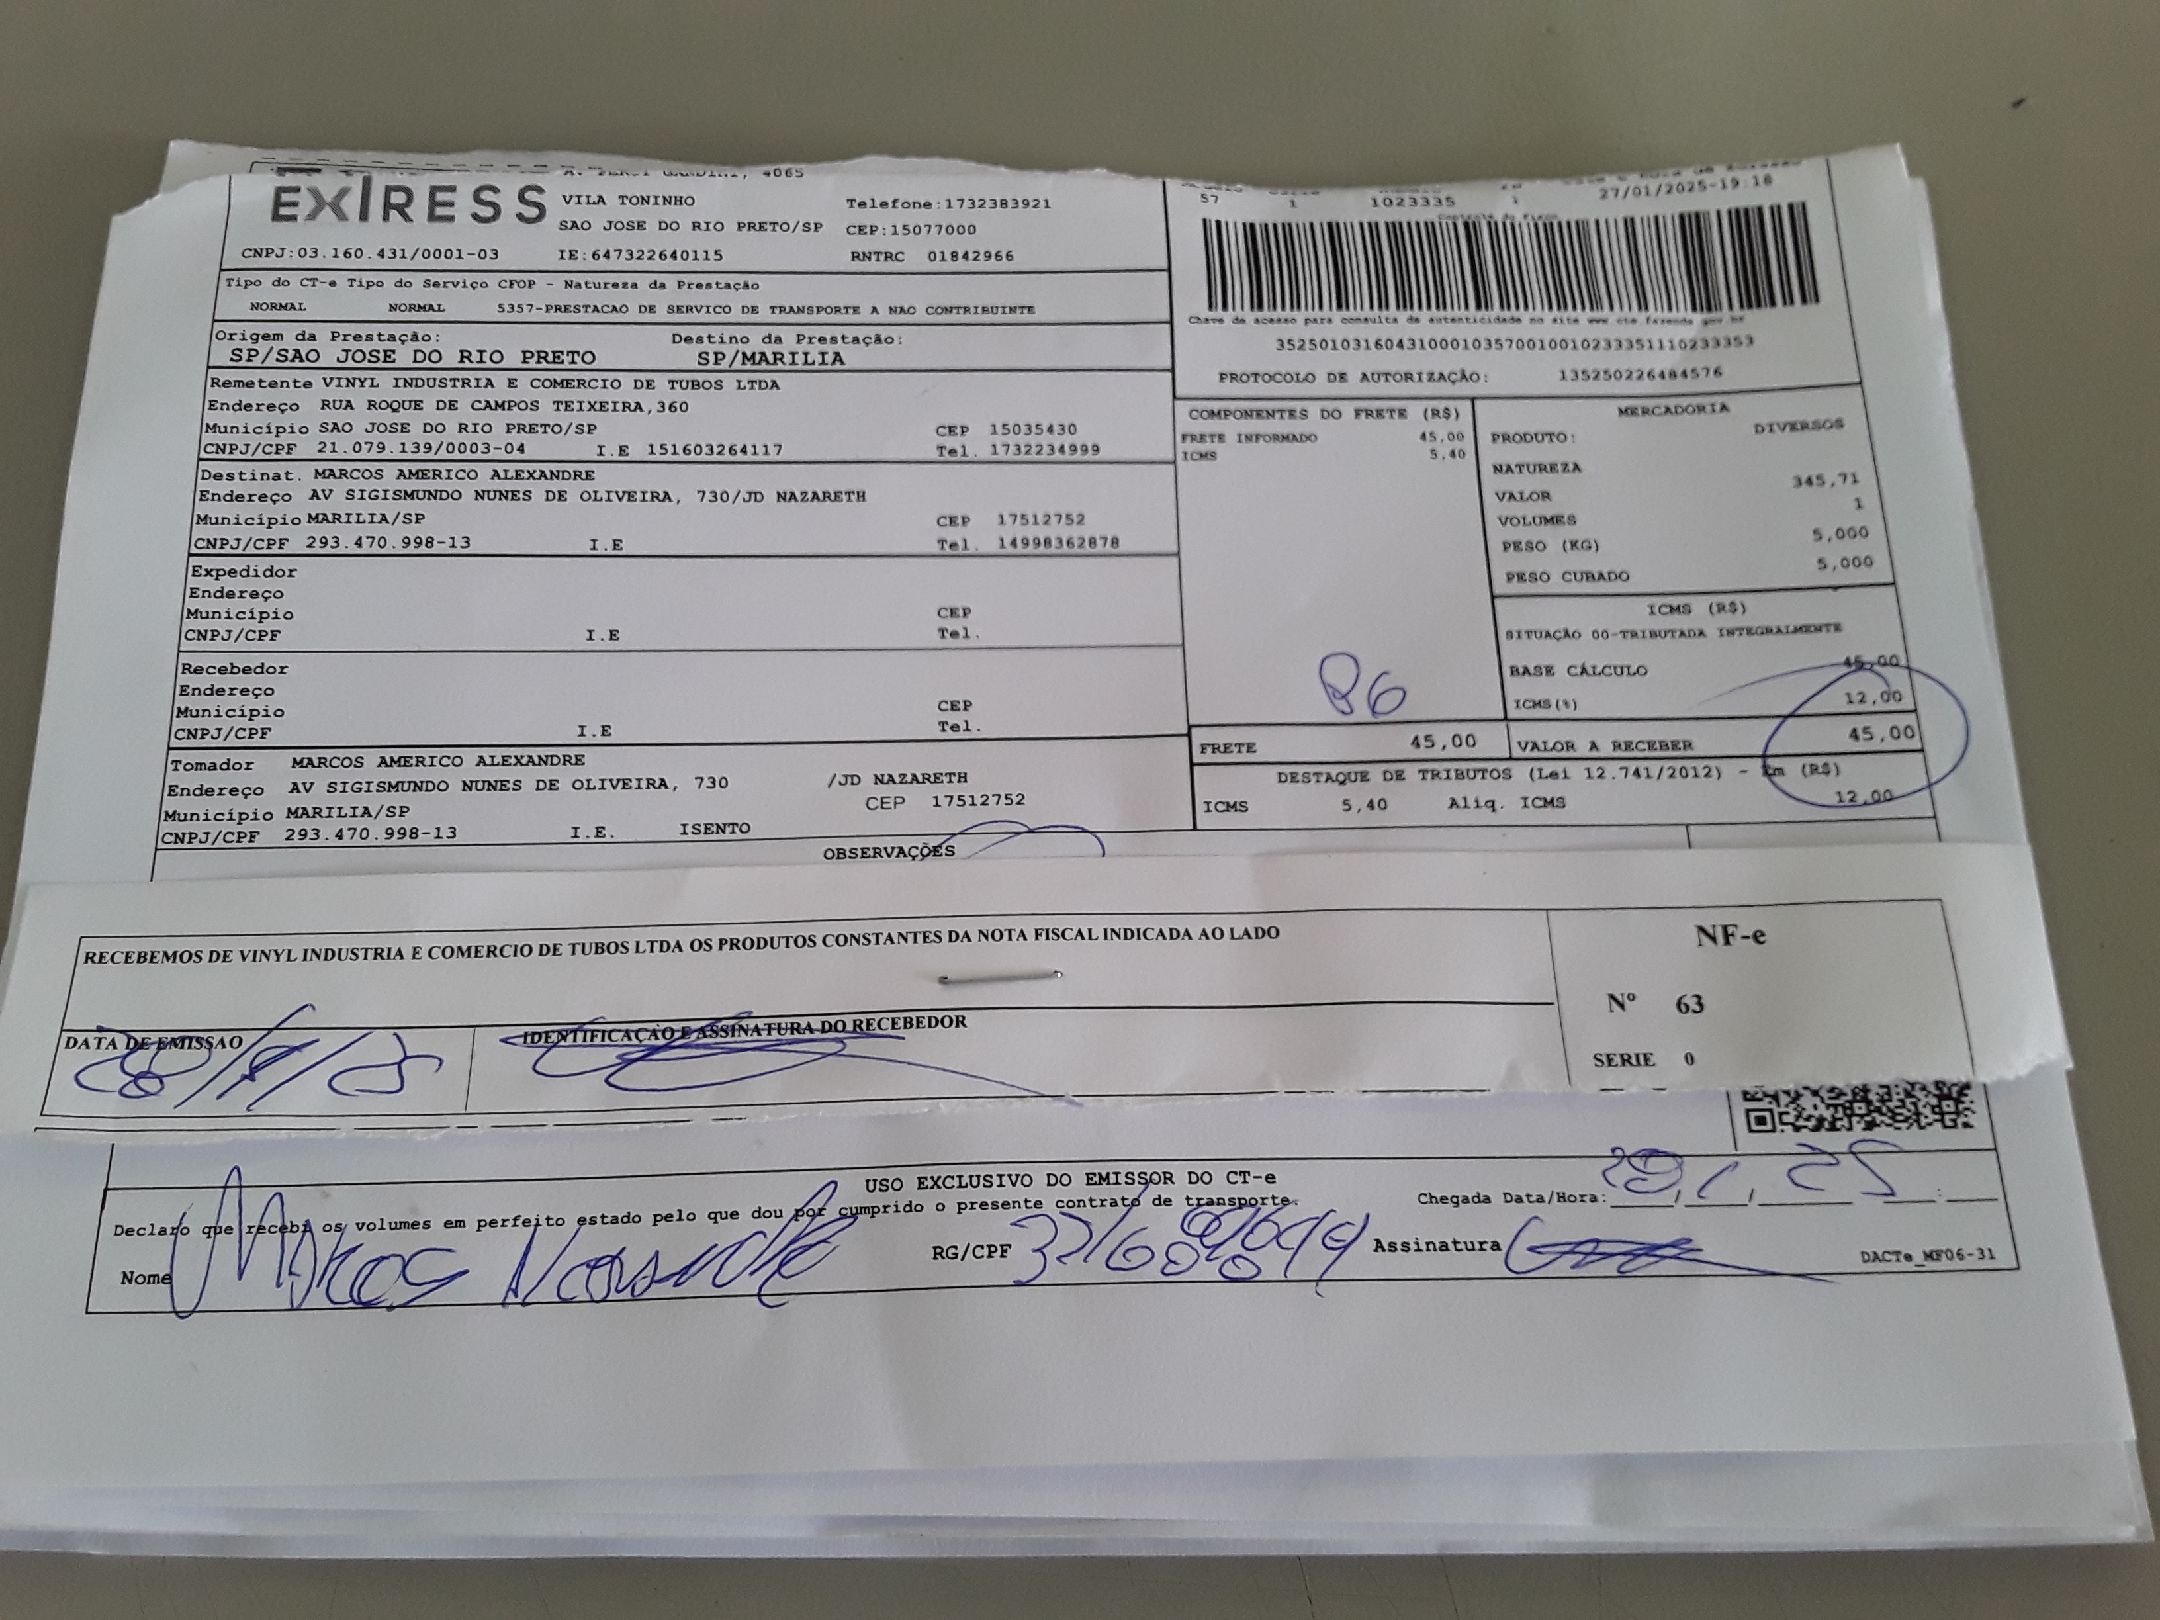 EXPRESS
4065
VILA TONINHO
Telefone:1732383921
SAO JOSE DO RIO PRETO/SP CEP:15077000
CNPJ:03.160.431/0001-03 IE:647322640115 RNTRC 01842966
57 1 1023335 1 27/01/2025-19:18
Controle do Fisco
Chave de acesso para consulta de autenticidade no site www.cte.fazenda.gov.br
35250103160431000103570010010233351110233353
PROTOCOLO DE AUTORIZAÇÃO: 135250226484576
Tipo do CT-e Tipo do Serviço CFOP - Natureza da Prestação
NORMAL NORMAL 5357-PRESTACAO DE SERVICO DE TRANSPORTE A NAO CONTRIBUINTE
Origem da Prestação: Destino da Prestação:
SP/SAO JOSE DO RIO PRETO SP/MARILIA
Remetente VINYL INDUSTRIA E COMERCIO DE TUBOS LTDA
Endereço RUA ROQUE DE CAMPOS TEIXEIRA,360
Município SAO JOSE DO RIO PRETO/SP CEP 15035430
CNPJ/CPF 21.079.139/0003-04 I.E 151603264117 Tel. 1732234999
Destinat. MARCOS AMERICO ALEXANDRE
Endereço AV SIGISMUNDO NUNES DE OLIVEIRA, 730/JD NAZARETH
Município MARILIA/SP CEP 17512752
CNPJ/CPF 293.470.998-13 I.E Tel. 14998362878
Expedidor
Endereço
Município CEP
CNPJ/CPF I.E Tel.
Recebedor
Endereço
Município CEP
CNPJ/CPF I.E Tel.
Tomador MARCOS AMERICO ALEXANDRE
Endereço AV SIGISMUNDO NUNES DE OLIVEIRA, 730 /JD NAZARETH
Município MARILIA/SP CEP 17512752
CNPJ/CPF 293.470.998-13 I.E. ISENTO
COMPONENTES DO FRETE (R$)
FRETE INFORMADO 45,00
ICMS 5,40
MERCADORIA
PRODUTO: DIVERSOS
NATUREZA
VALOR 345,71
VOLUMES 1
PESO (KG) 5,000
PESO CUBADO 5,000
ICMS (R$)
SITUAÇÃO 00-TRIBUTADA INTEGRALMENTE
BASE CÁLCULO 45,00
ICMS(%) 12,00
FRETE 45,00 VALOR A RECEBER 45,00
DESTAQUE DE TRIBUTOS (Lei 12.741/2012) - Em (R$)
ICMS 5,40 Aliq. ICMS 12,00
OBSERVAÇÕES
RECEBEMOS DE VINYL INDUSTRIA E COMERCIO DE TUBOS LTDA OS PRODUTOS CONSTANTES DA NOTA FISCAL INDICADA AO LADO
NF-e
Nº 63
SERIE 0
DATA DE EMISSAO IDENTIFICAÇÃO E ASSINATURA DO RECEBEDOR
28/1/25
USO EXCLUSIVO DO EMISSOR DO CT-e
Declaro que recebi os volumes em perfeito estado pelo que dou por cumprido o presente contrato de transporte.
Chegada Data/Hora: 28/1/25 :
Nome Marcos
RG/CPF
Assinatura
DACTe_MF06-31